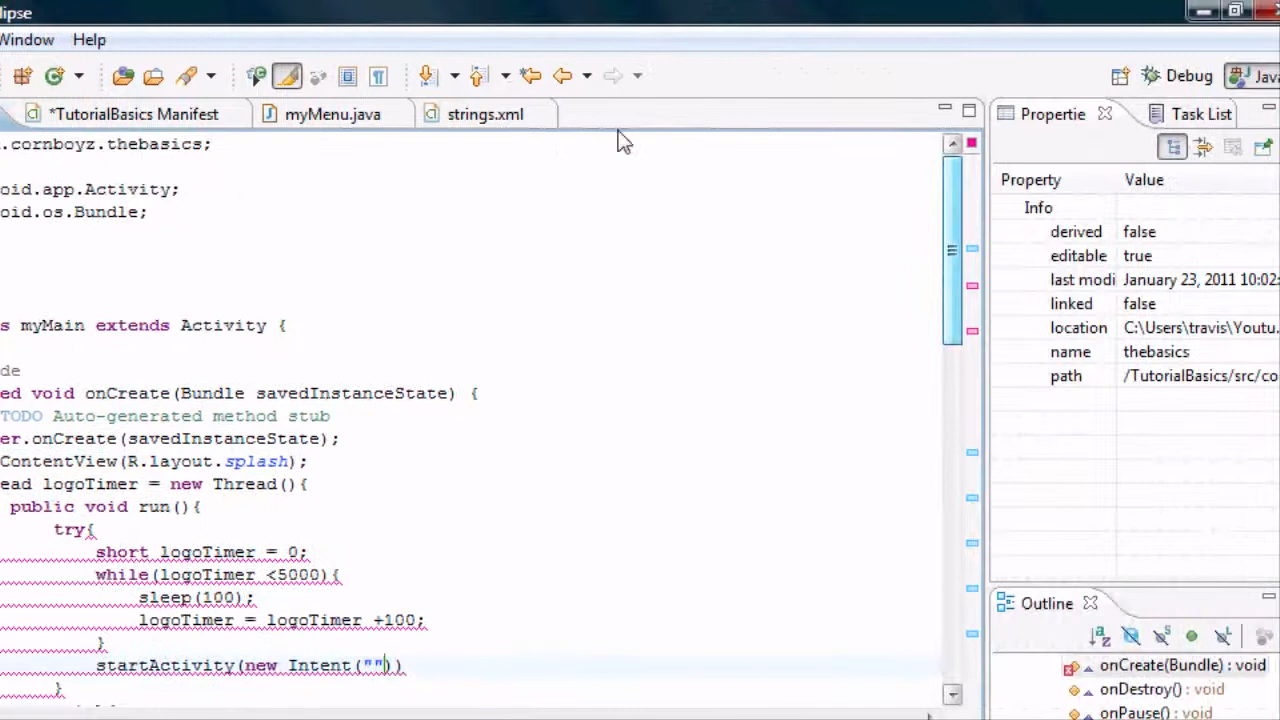 lipse
Window Help
Debug Java
*TutorialBasics Manifest myMenu.java strings.xml
Propertie Task List
.cornboyz.thebasics;
oid.app.Activity;
oid.os.Bundle;
s myMain extends Activity {
de
ed void onCreate(Bundle savedInstanceState) {
TODO Auto-generated method stub
er.onCreate(savedInstanceState);
ContentView(R.layout.splash);
ead logoTimer = new Thread(){
public void run(){
try{
short logoTimer = 0;
while(logoTimer <5000){
sleep(100);
logoTimer = logoTimer +100;
}
startActivity(new Intent(""))
}
Property Value
Info
derived false
editable true
last modi January 23, 2011 10:02:
linked false
location C:\Users\travis\Youtu.
name thebasics
path /TutorialBasics/src/co
Outline
onCreate(Bundle) : void
onDestroy() : void
onPause() : void